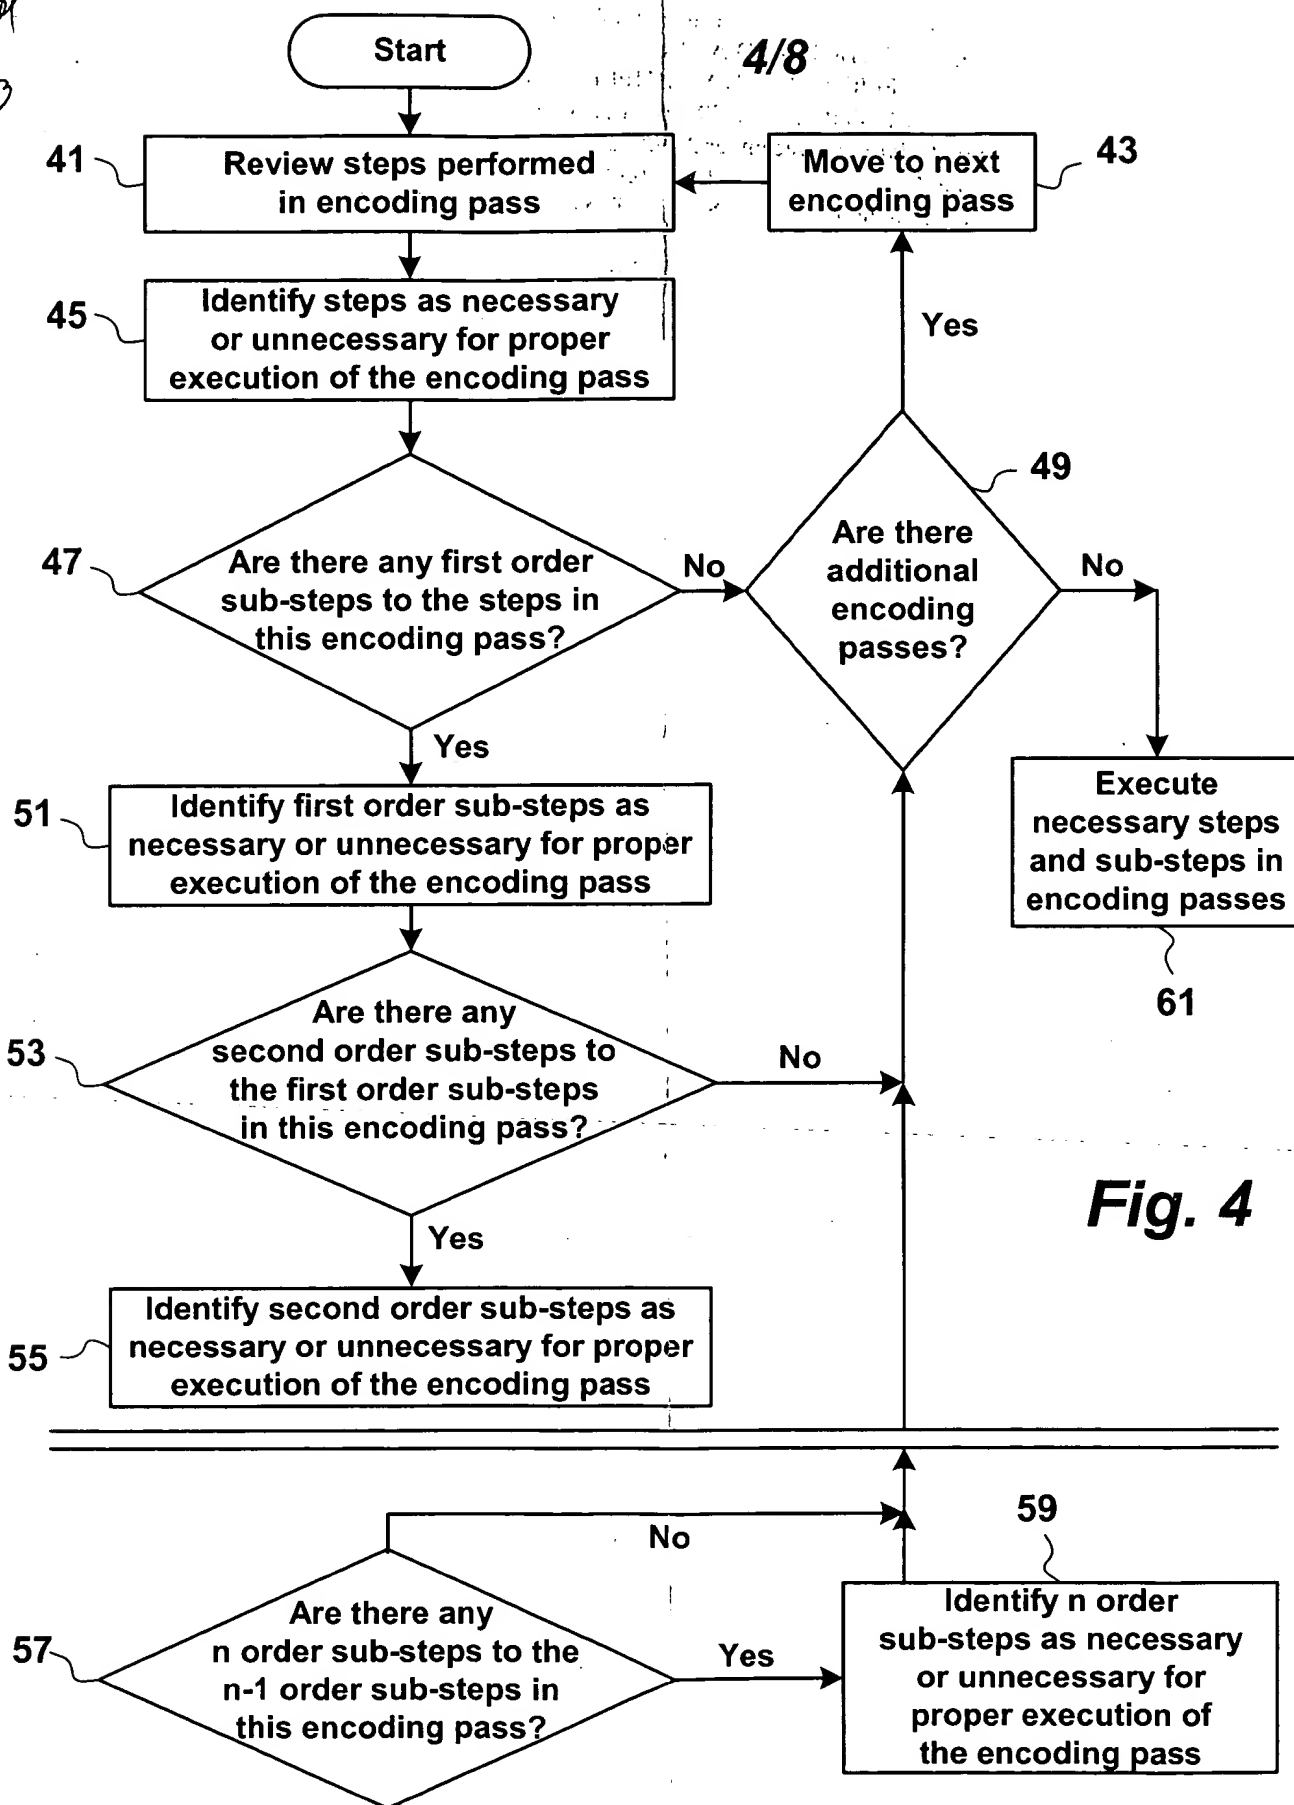 4/8
Start
41
Review steps performed
in encoding pass
Move to next
encoding pass
43
45
Identify steps as necessary
or unnecessary for proper
execution of the encoding pass
Yes
47
Are there any first order
sub-steps to the steps in
this encoding pass?
No
49
Are there
additional
encoding
passes?
No
Yes
51
Identify first order sub-steps as
necessary or unnecessary for proper
execution of the encoding pass
Execute
necessary steps
and sub-steps in
encoding passes
61
53
Are there any
second order sub-steps to
the first order sub-steps
in this encoding pass?
No
Yes
Fig. 4
55
Identify second order sub-steps as
necessary or unnecessary for proper
execution of the encoding pass
57
Are there any
n order sub-steps to the
n-1 order sub-steps in
this encoding pass?
No
Yes
59
Identify n order
sub-steps as necessary
or unnecessary for
proper execution of
the encoding pass